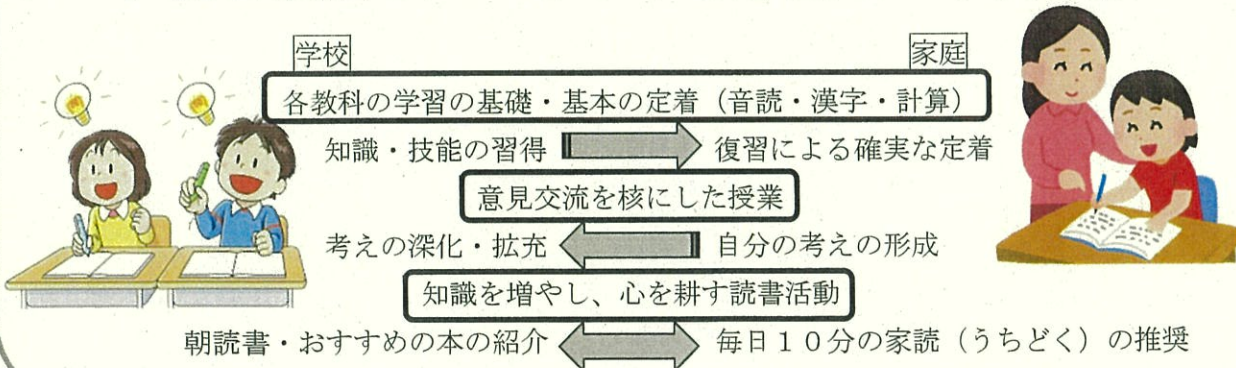 学校 家庭
各教科の学習の基礎・基本の定着（音読・漢字・計算）
知識・技能の習得 復習による確実な定着
意見交流を核にした授業
考えの深化・拡充 自分の考えの形成
知識を増やし、心を耕す読書活動
朝読書・おすすめの本の紹介 毎日１０分の家読（うちどく）の推奨